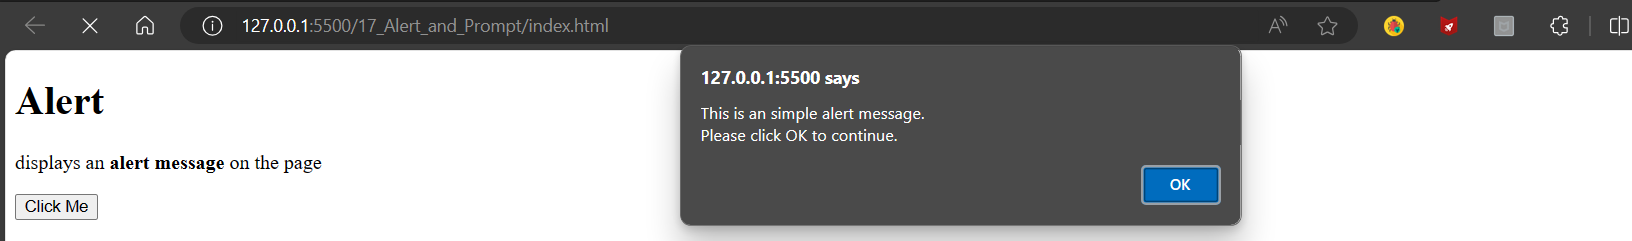 127.0.0.1:5500/17_Alert_and_Prompt/index.html
127.0.0.1:5500 says
This is an simple alert message.
Please click OK to continue.
OK
Alert
displays an alert message on the page
Click Me